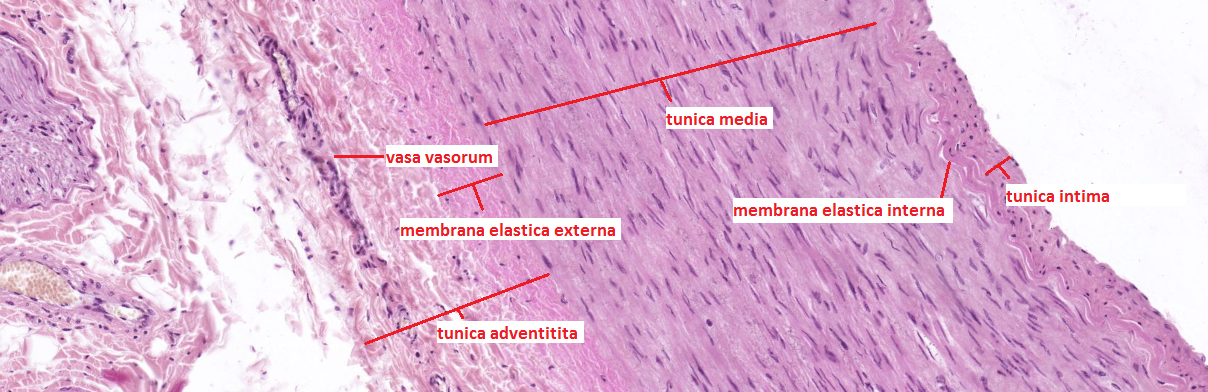 tunica media
vasa vasorum
membrana elastica externa
membrana elastica interna
tunica intima
tunica adventitita